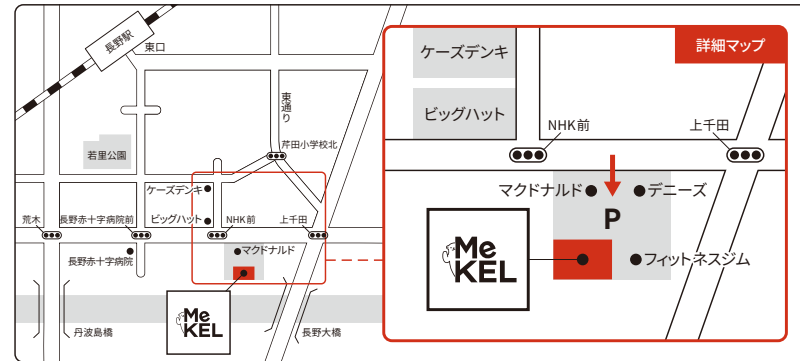 長野駅
東口
東通り
芹田小学校北
若里公園
ケーズデンキ
ビッグハット
荒木
長野赤十字病院前
NHK前
上千田
長野赤十字病院
マクドナルド
MeKEL
丹波島橋
長野大橋
詳細マップ
ケーズデンキ
ビッグハット
NHK前
上千田
マクドナルド
デニーズ
P
フィットネスジム
Me
KEL